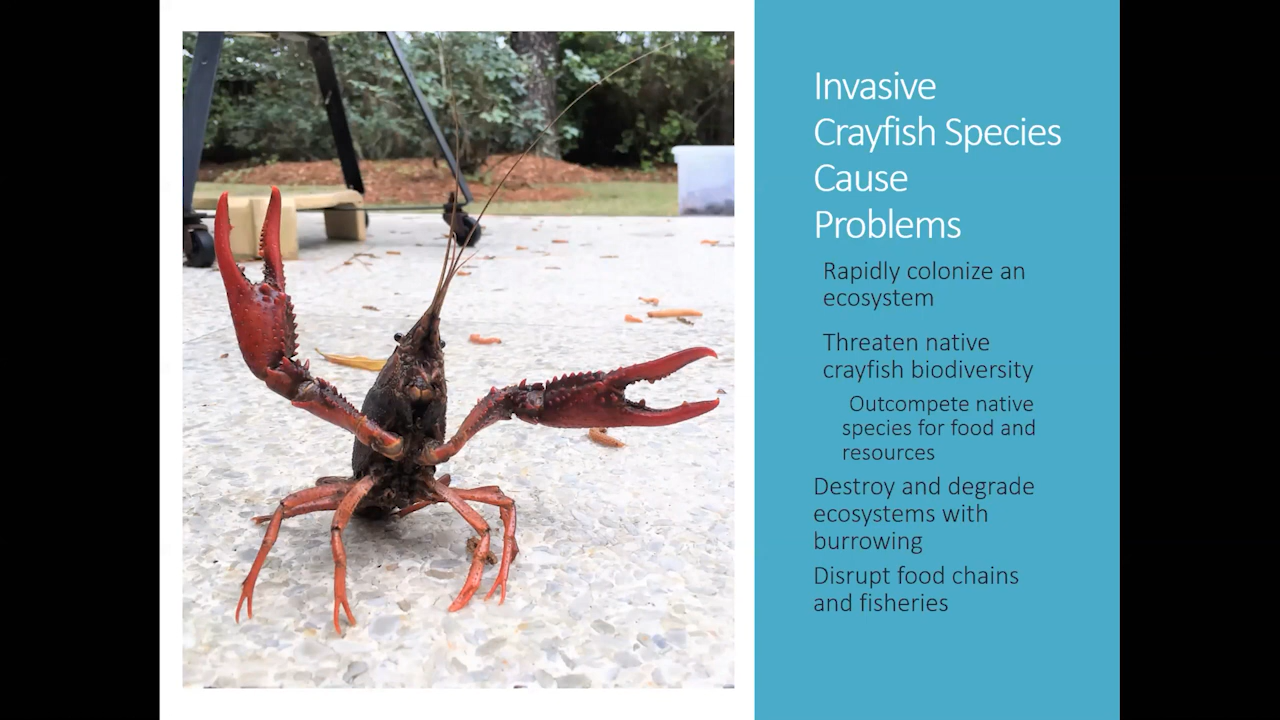 Invasive
Crayfish Species
Cause
Problems
Rapidly colonize an
ecosystem
Threaten native
crayfish biodiversity
Outcompete native
species for food and
resources
Destroy and degrade
ecosystems with
burrowing
Disrupt food chains
and fisheries